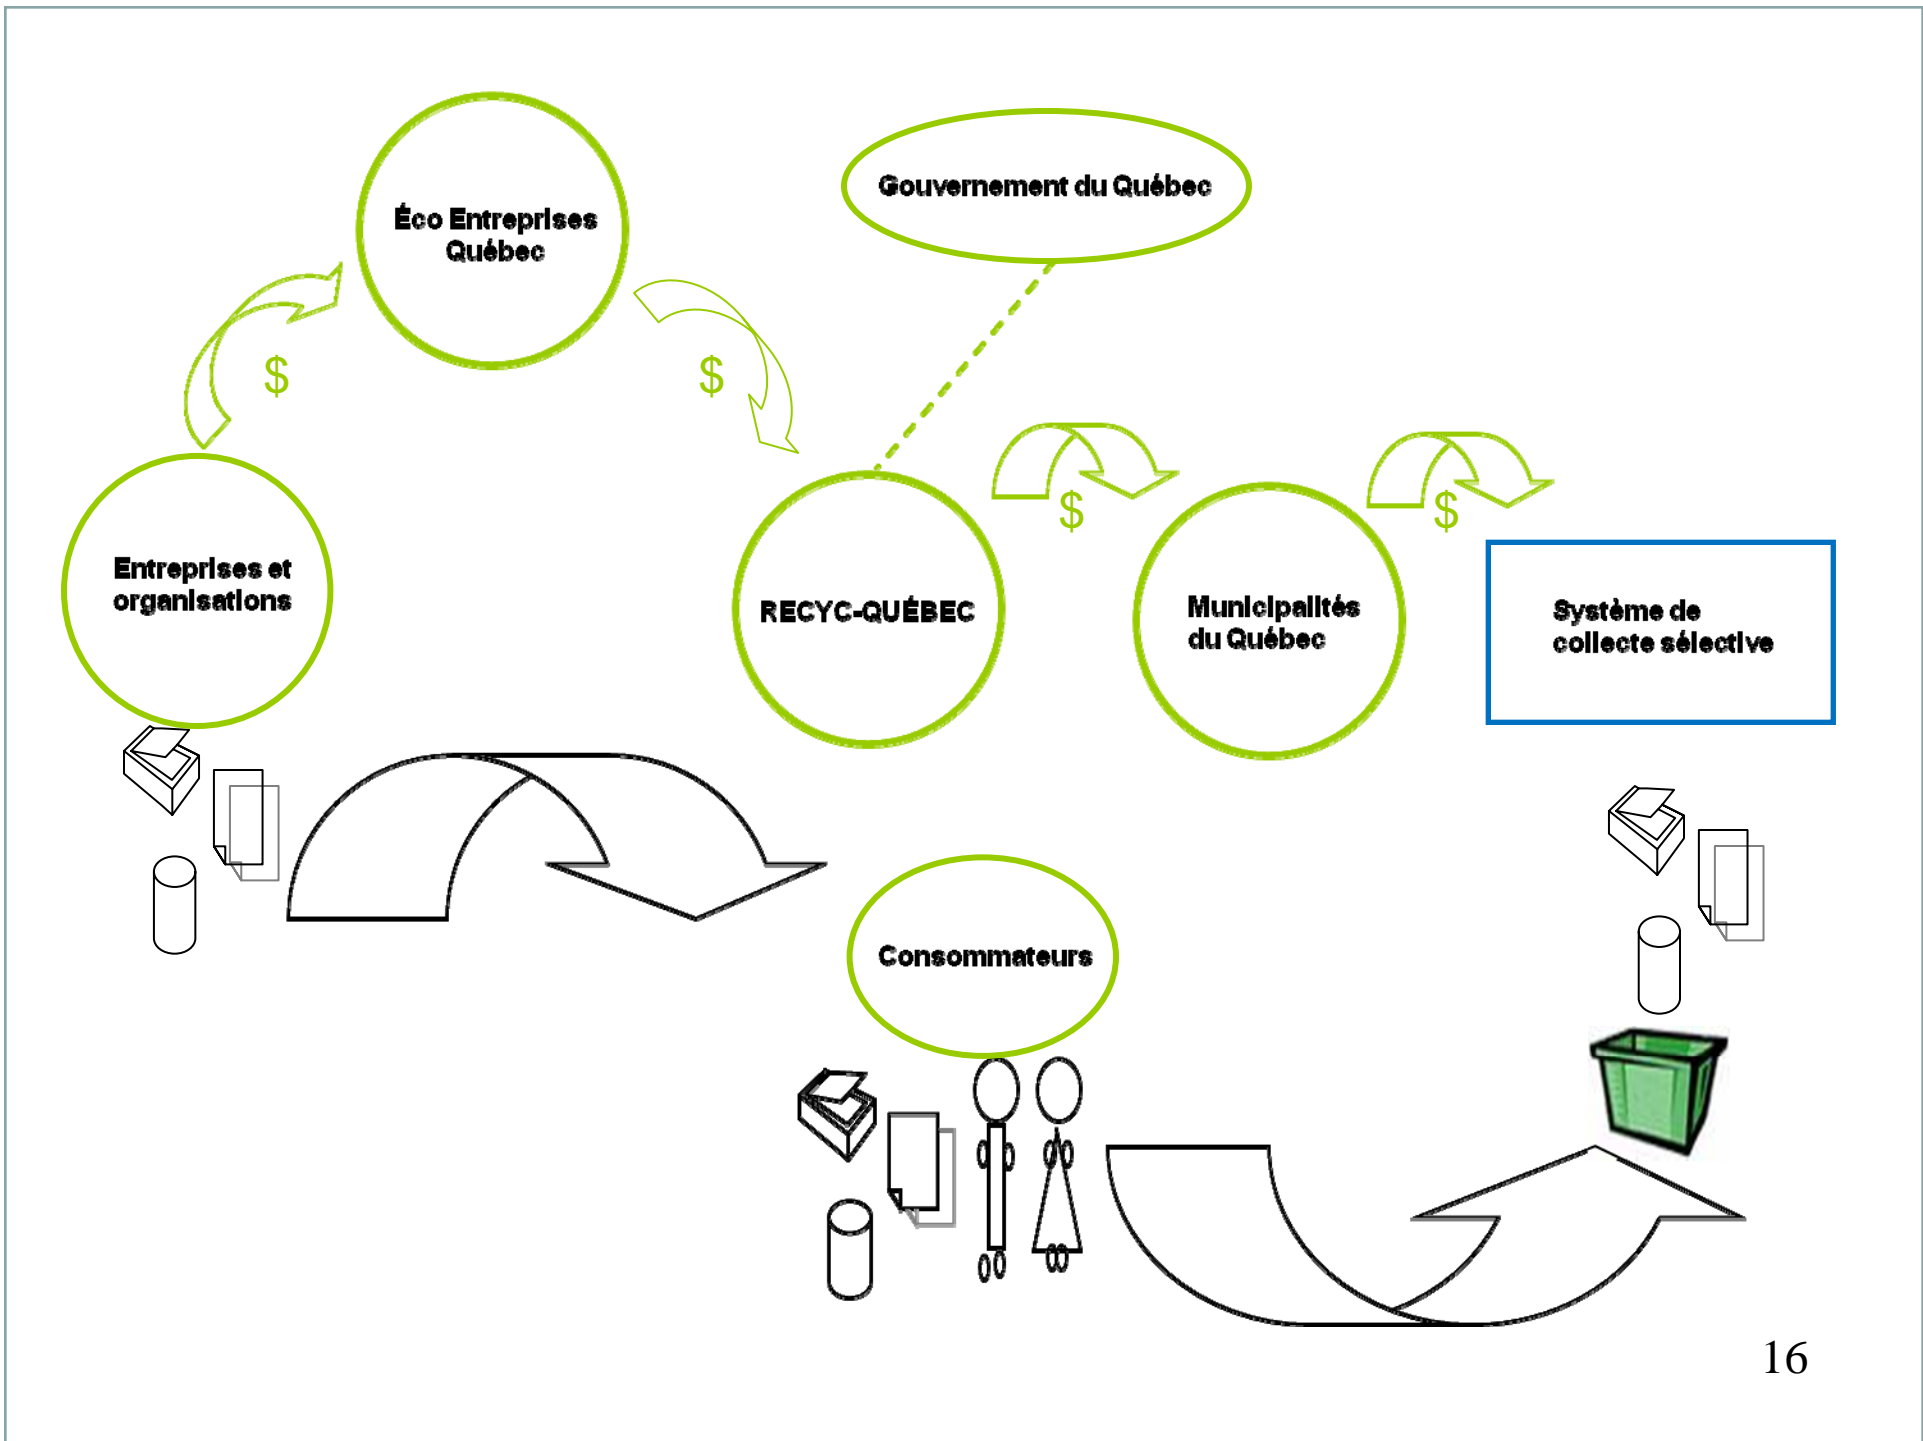 Éco Entreprises
Québec
Gouvernement du Québec
$
$
$
$
Entreprises et
organisations
RECYC-QUÉBEC
Municipalités
du Québec
Système de
collecte sélective
Consommateurs
16